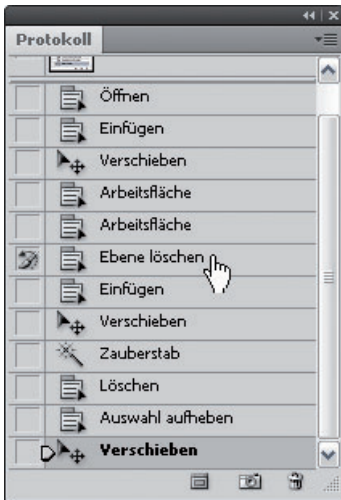 Protokoll
Öffnen
Einfügen
Verschieben
Arbeitsfläche
Arbeitsfläche
Ebene löschen
Einfügen
Verschieben
Zauberstab
Löschen
Auswahl aufheben
Verschieben